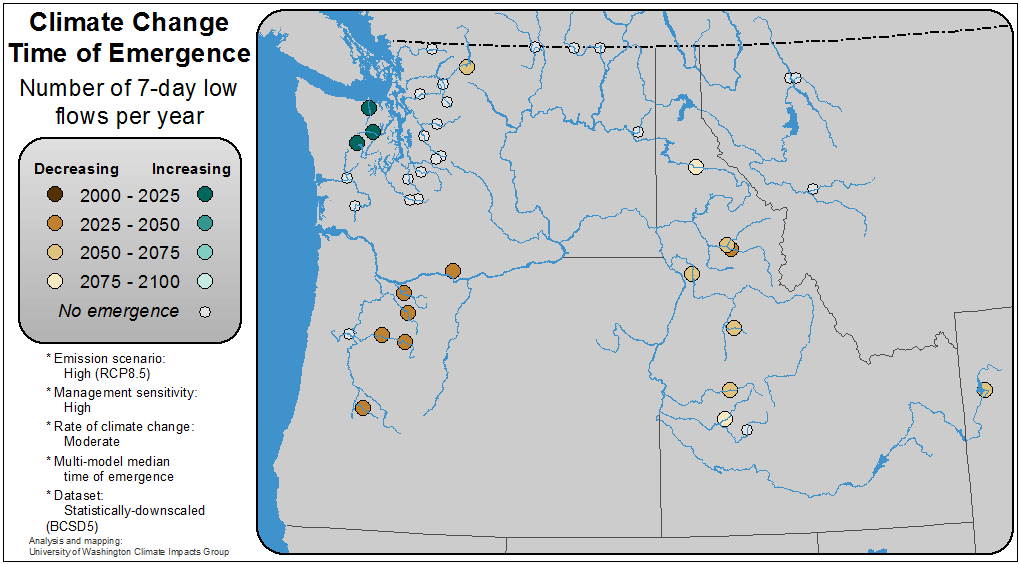 Climate Change
Time of Emergence
Number of 7-day low
flows per year
Decreasing Increasing
2000 - 2025
2025 - 2050
2050 - 2075
2075 - 2100
No emergence
* Emission scenario:
High (RCP8.5)
* Management sensitivity:
High
* Rate of climate change:
Moderate
* Multi-model median
time of emergence
* Dataset:
Statistically-downscaled
(BCSD5)
Analysis and mapping:
University of Washington Climate Impacts Group